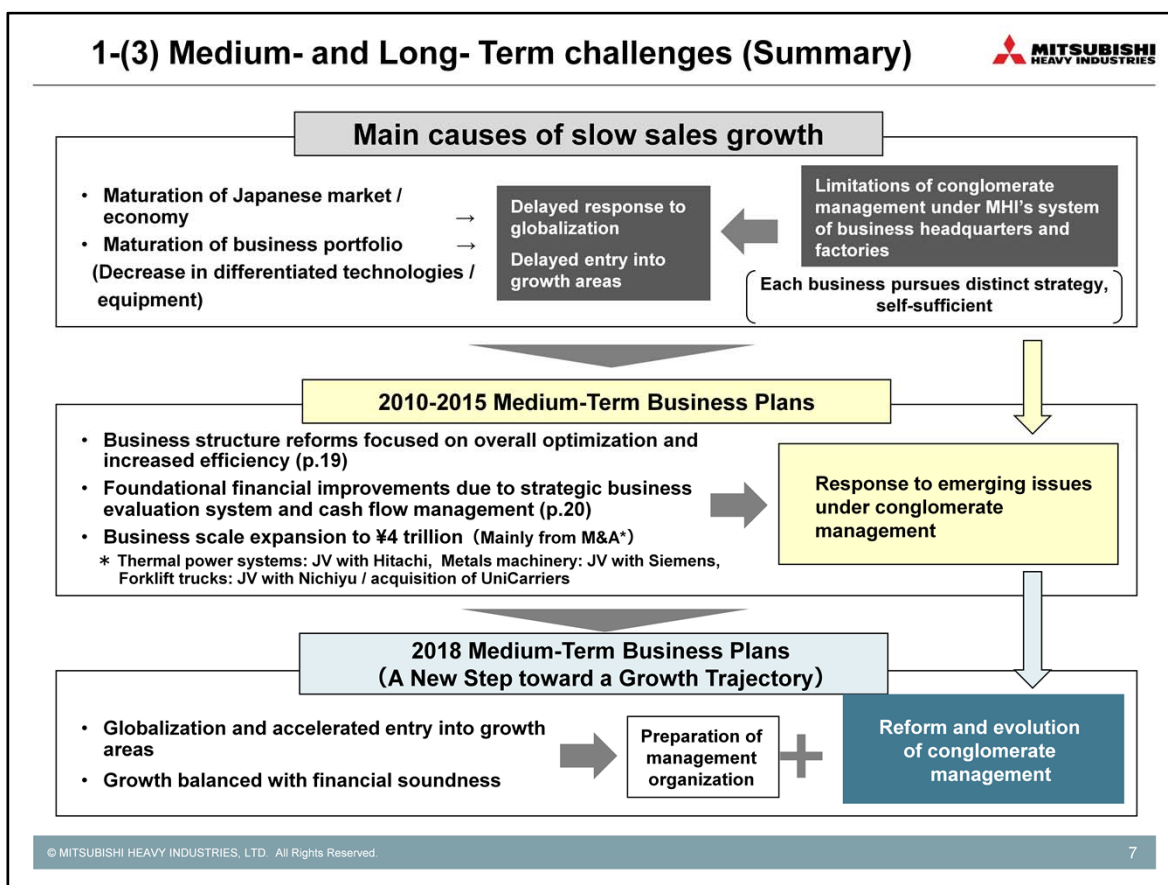 1-(3) Medium- and Long- Term challenges (Summary)
MITSUBISHI
HEAVY INDUSTRIES
Main causes of slow sales growth
• Maturation of Japanese market /
economy →
• Maturation of business portfolio →
(Decrease in differentiated technologies /
equipment)
Delayed response to
globalization
Delayed entry into
growth areas
Limitations of conglomerate
management under MHI's system
of business headquarters and
factories
Each business pursues distinct strategy,
self-sufficient
2010-2015 Medium-Term Business Plans
• Business structure reforms focused on overall optimization and
increased efficiency (p.19)
• Foundational financial improvements due to strategic business
evaluation system and cash flow management (p.20)
• Business scale expansion to ¥4 trillion (Mainly from M&A*)
* Thermal power systems: JV with Hitachi, Metals machinery: JV with Siemens,
Forklift trucks: JV with Nichiyu / acquisition of UniCarriers
Response to emerging issues
under conglomerate
management
2018 Medium-Term Business Plans
(A New Step toward a Growth Trajectory)
• Globalization and accelerated entry into growth
areas
• Growth balanced with financial soundness
Preparation of
management
organization
+
Reform and evolution
of conglomerate
management
© MITSUBISHI HEAVY INDUSTRIES, LTD. All Rights Reserved.
7